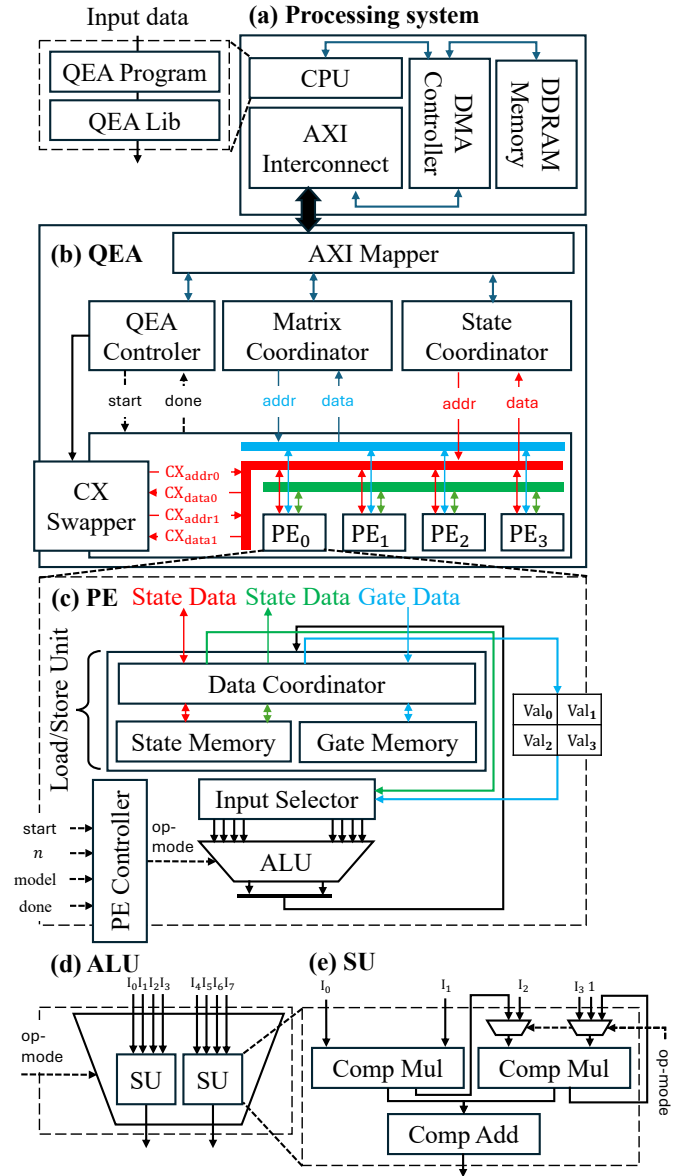 Input data
(a) Processing system
QEA Program
QEA Lib
CPU
AXI
Interconnect
DMA
Controller
DDRAM
Memory
(b) QEA
AXI Mapper
QEA
Controler
Matrix
Coordinator
State
Coordinator
start
done
addr
data
addr
data
CX
Swapper
CXaddr0
CXdata0
CXaddr1
CXdata1
PE0
PE1
PE2
PE3
(c) PE
State Data
State Data
Gate Data
Load/Store Unit
Data Coordinator
State Memory
Gate Memory
Val0
Val1
Val2
Val3
Input Selector
start
n
model
done
PE Controller
op-
mode
ALU
(d) ALU
I0I1I2I3
I4I5I6I7
op-
mode
SU
SU
(e) SU
I0
I1
I2
I3 1
Comp Mul
Comp Mul
op-mode
Comp Add